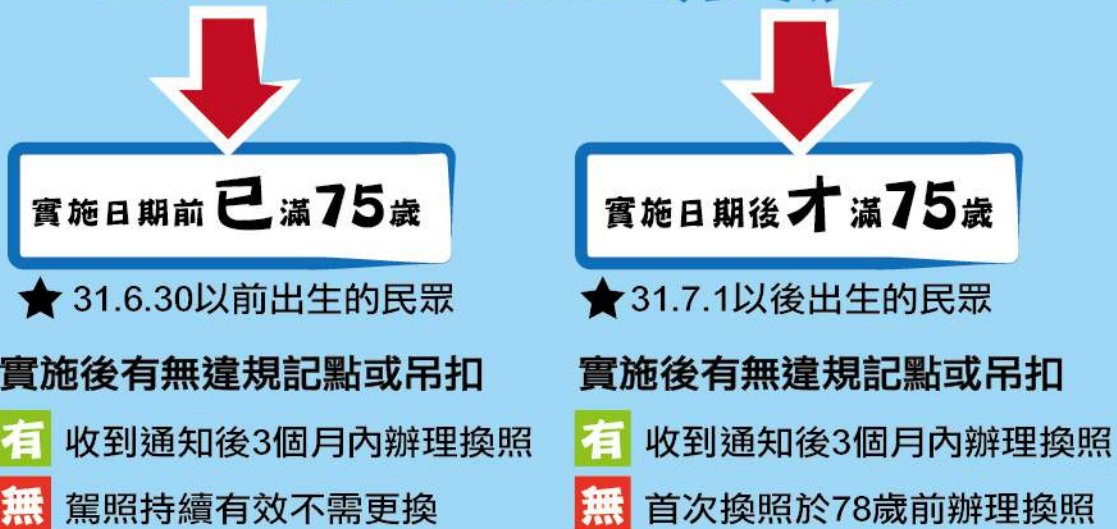 實施日期前已滿75歲
★31.6.30以前出生的民眾
實施後有無違規記點或吊扣
有 收到通知後3個月內辦理換照
無 駕照持續有效不需更換
實施日期後才滿75歲
★31.7.1以後出生的民眾
實施後有無違規記點或吊扣
有 收到通知後3個月內辦理換照
無 首次換照於78歲前辦理換照